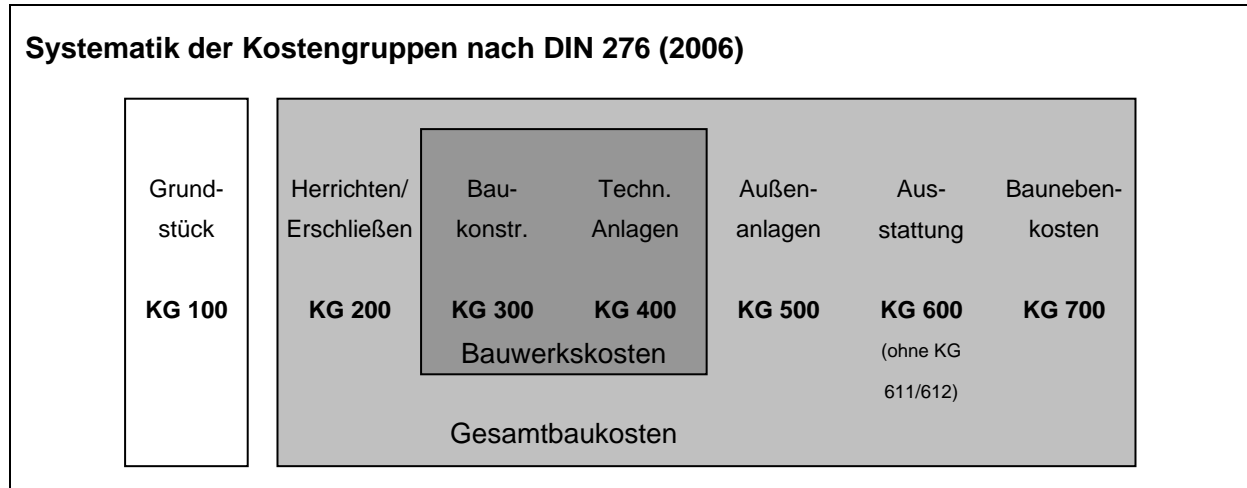 Systematik der Kostengruppen nach DIN 276 (2006)
Grund-
stück
KG 100
Herrichten/
Erschließen
KG 200
Bau-
konstr.
KG 300
Techn.
Anlagen
KG 400
Bauwerkskosten
Außen-
anlagen
KG 500
Aus-
stattung
KG 600
(ohne KG
611/612)
Bauneben-
kosten
KG 700
Gesamtbaukosten